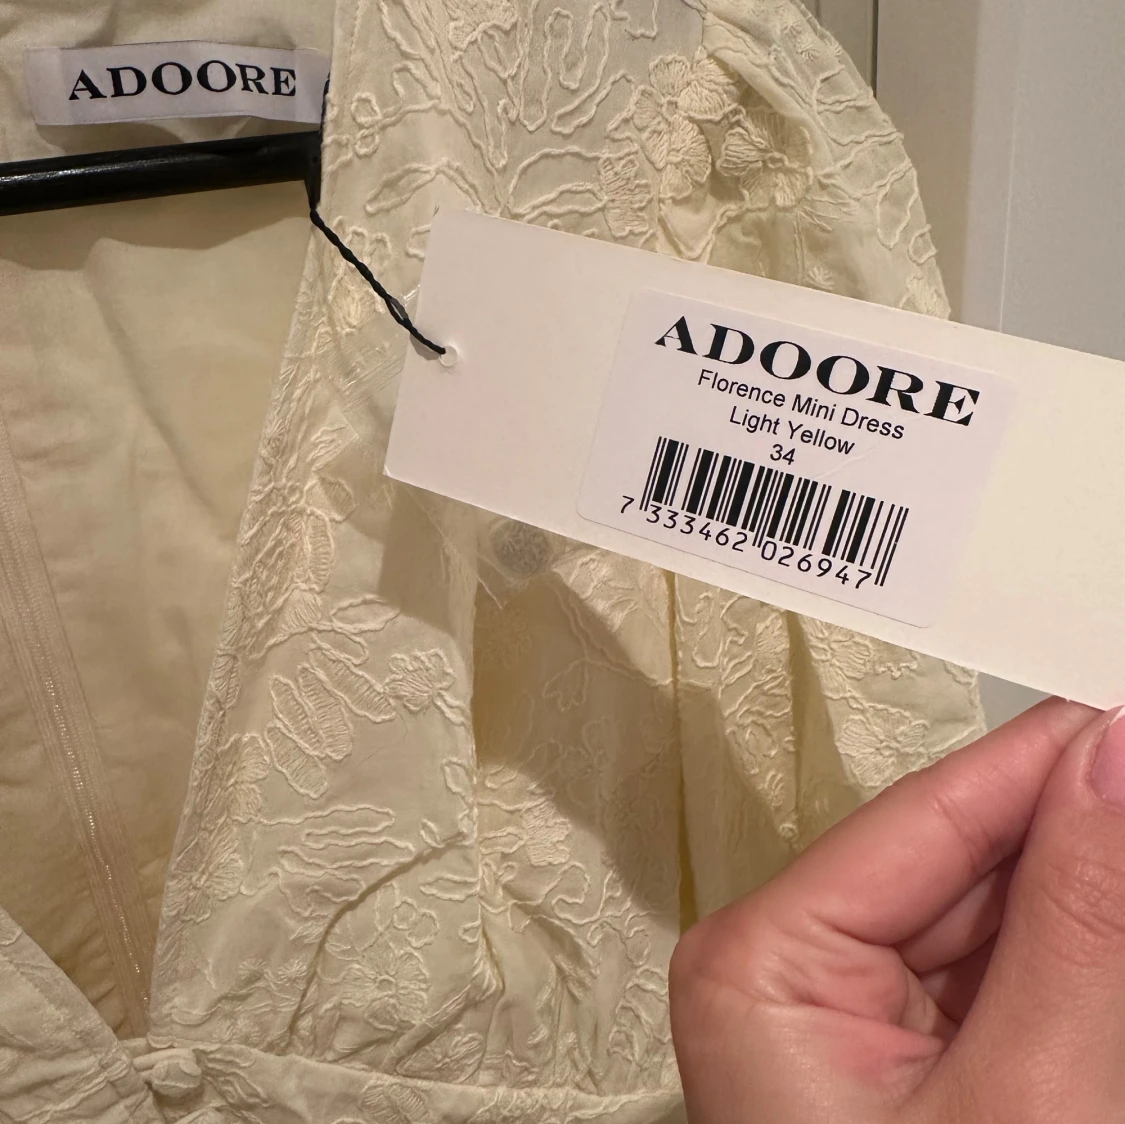 ADOORE
ADOORE
Florence Mini Dress
Light Yellow
34
7 333462 026947